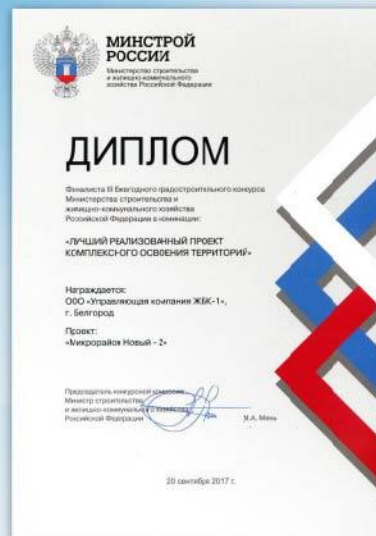 МИНСТРОЙ
РОССИИ
Министерство строительства
и жилищно-коммунального
хозяйства Российской Федерации
ДИПЛОМ
Финалиста III Ежегодного градостроительного конкурса
Министерства строительства и
жилищно-коммунального хозяйства
Российской Федерации в номинации:
«ЛУЧШИЙ РЕАЛИЗОВАННЫЙ ПРОЕКТ
КОМПЛЕКСНОГО ОСВОЕНИЯ ТЕРРИТОРИЙ»
Награждается:
ООО «Управляющая компания ЖБК-1»,
г. Белгород
Проект:
«Микрорайон Новый - 2»
Председатель конкурсной комиссии,
Министр строительства
и жилищно-коммунального хозяйства
Российской Федерации
М.А. Мень
20 сентября 2017 г.